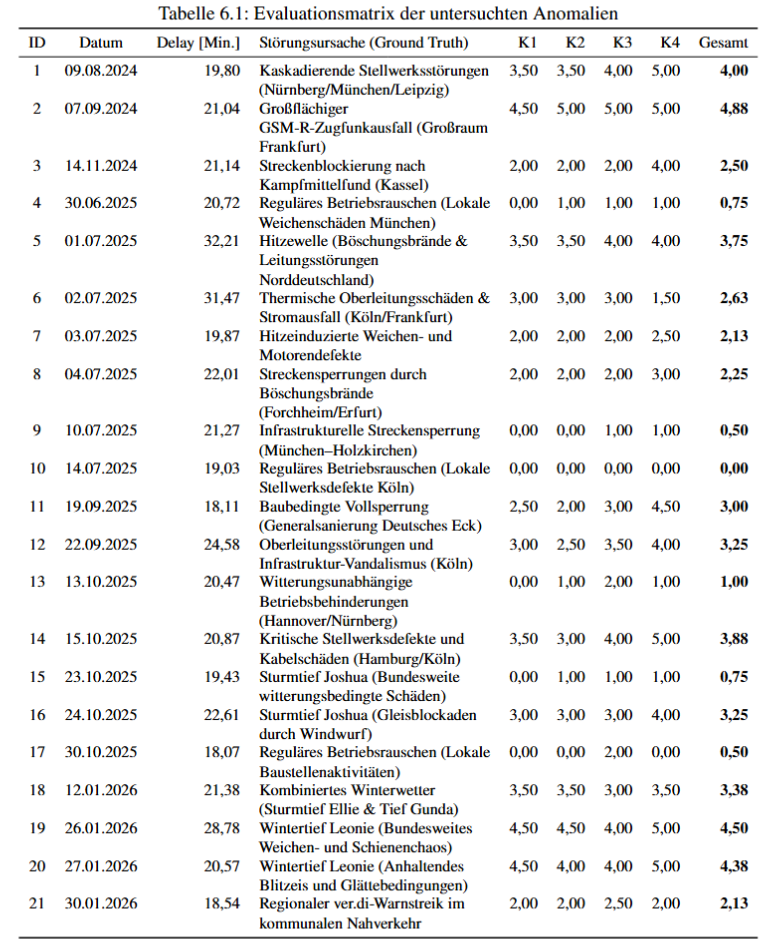 Tabelle 6.1: Evaluationsmatrix der untersuchten Anomalien
ID Datum Delay [Min.] Störungsursache (Ground Truth) K1 K2 K3 K4 Gesamt
1 09.08.2024 19,80 Kaskadierende Stellwerksstörungen 3,50 3,50 4,00 5,00 4,00
(Nürnberg/München/Leipzig)
2 07.09.2024 21,04 Großflächiger 4,50 5,00 5,00 5,00 4,88
GSM-R-Zugfunkausfall (Großraum
Frankfurt)
3 14.11.2024 21,14 Streckenblockierung nach 2,00 2,00 2,00 4,00 2,50
Kampfmittelfund (Kassel)
4 30.06.2025 20,72 Reguläres Betriebsrauschen (Lokale 0,00 1,00 1,00 1,00 0,75
Weichenschäden München)
5 01.07.2025 32,21 Hitzewelle (Böschungsbrände & 3,50 3,50 4,00 4,00 3,75
Leitungsstörungen
Norddeutschland)
6 02.07.2025 31,47 Thermische Oberleitungsschäden & 3,00 3,00 3,00 1,50 2,63
Stromausfall (Köln/Frankfurt)
7 03.07.2025 19,87 Hitzeinduzierte Weichen- und 2,00 2,00 2,00 2,50 2,13
Motorendefekte
8 04.07.2025 22,01 Streckensperrungen durch 2,00 2,00 2,00 3,00 2,25
Böschungsbrände
(Forchheim/Erfurt)
9 10.07.2025 21,27 Infrastrukturelle Streckensperrung 0,00 0,00 1,00 1,00 0,50
(München–Holzkirchen)
10 14.07.2025 19,03 Reguläres Betriebsrauschen (Lokale 0,00 0,00 0,00 0,00 0,00
Stellwerksdefekte Köln)
11 19.09.2025 18,11 Baubedingte Vollsperrung 2,50 2,00 3,00 4,50 3,00
(Generalsanierung Deutsches Eck)
12 22.09.2025 24,58 Oberleitungsstörungen und 3,00 2,50 3,50 4,00 3,25
Infrastruktur-Vandalismus (Köln)
13 13.10.2025 20,47 Witterungsunabhängige 0,00 1,00 2,00 1,00 1,00
Betriebsbehinderungen
(Hannover/Nürnberg)
14 15.10.2025 20,87 Kritische Stellwerksdefekte und 3,50 3,00 4,00 5,00 3,88
Kabelschäden (Hamburg/Köln)
15 23.10.2025 19,43 Sturmtief Joshua (Bundesweite 0,00 1,00 1,00 1,00 0,75
witterungsbedingte Schäden)
16 24.10.2025 22,61 Sturmtief Joshua (Gleisblockaden 3,00 3,00 3,00 4,00 3,25
durch Windwurf)
17 30.10.2025 18,07 Reguläres Betriebsrauschen (Lokale 0,00 0,00 2,00 0,00 0,50
Baustellenaktivitäten)
18 12.01.2026 21,38 Kombiniertes Winterwetter 3,50 3,50 3,00 3,50 3,38
(Sturmtief Ellie & Tief Gunda)
19 26.01.2026 28,78 Wintertief Leonie (Bundesweites 4,50 4,50 4,00 5,00 4,50
Weichen- und Schienenchaos)
20 27.01.2026 20,57 Wintertief Leonie (Anhaltendes 4,50 4,00 4,00 5,00 4,38
Blitzeis und Glättebedingungen)
21 30.01.2026 18,54 Regionaler ver.di-Warnstreik im 2,00 2,00 2,50 2,00 2,13
kommunalen Nahverkehr